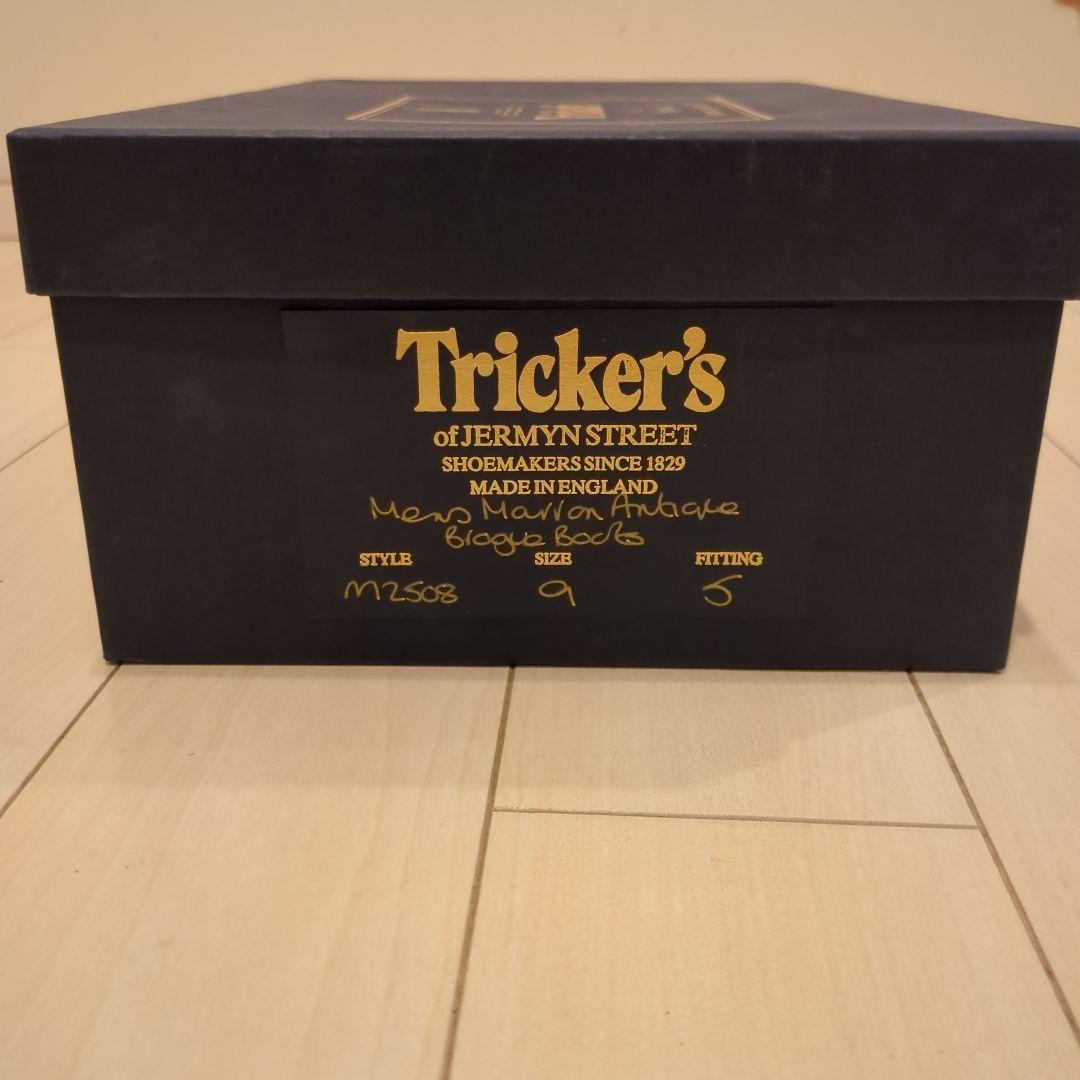 Tricker's
of JERMYN STREET
SHOEMAKERS SINCE 1829
MADE IN ENGLAND
Mens Marron Antique
Brogue Boots
STYLE SIZE FITTING
M2508 9 5